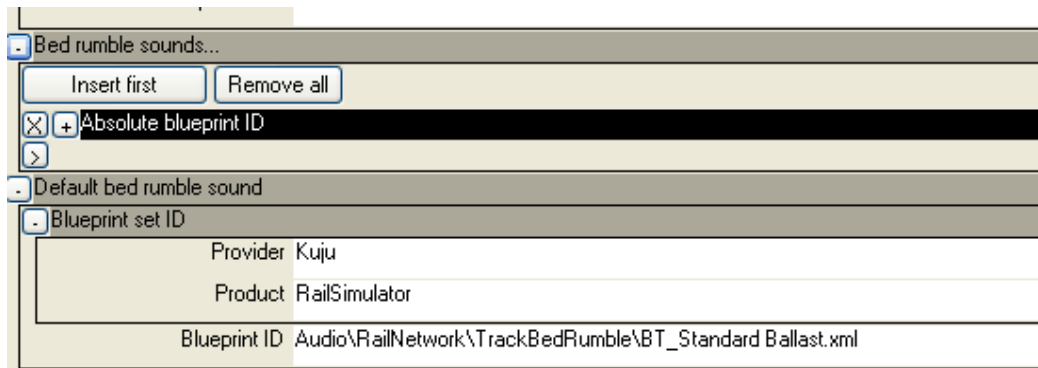 Bed rumble sounds...
Insert first Remove all
X + Absolute blueprint ID
>
Default bed rumble sound
Blueprint set ID
Provider Kuju
Product RailSimulator
Blueprint ID Audio\RailNetwork\TrackBedRumble\BT_Standard Ballast.xml